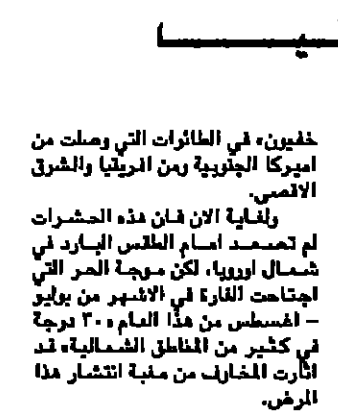 خفيون» في الطائرات التي وصلت من
اميركا الجنوبية ومن افريقيا والشرق
الاقصى.
ولغاية الان فان هذه الحشرات
لم تصمد امام الطقس البارد في
شمال اوروبا، لكن موجة الحر التي
اجتاحت القارة في الاشهر من يوليو
– اغسطس من هذا العام «٣٠ درجة
في كثير من المناطق الشمالية» قد
اثارت المخاوف من مغبة انتشار هذا
المرض.